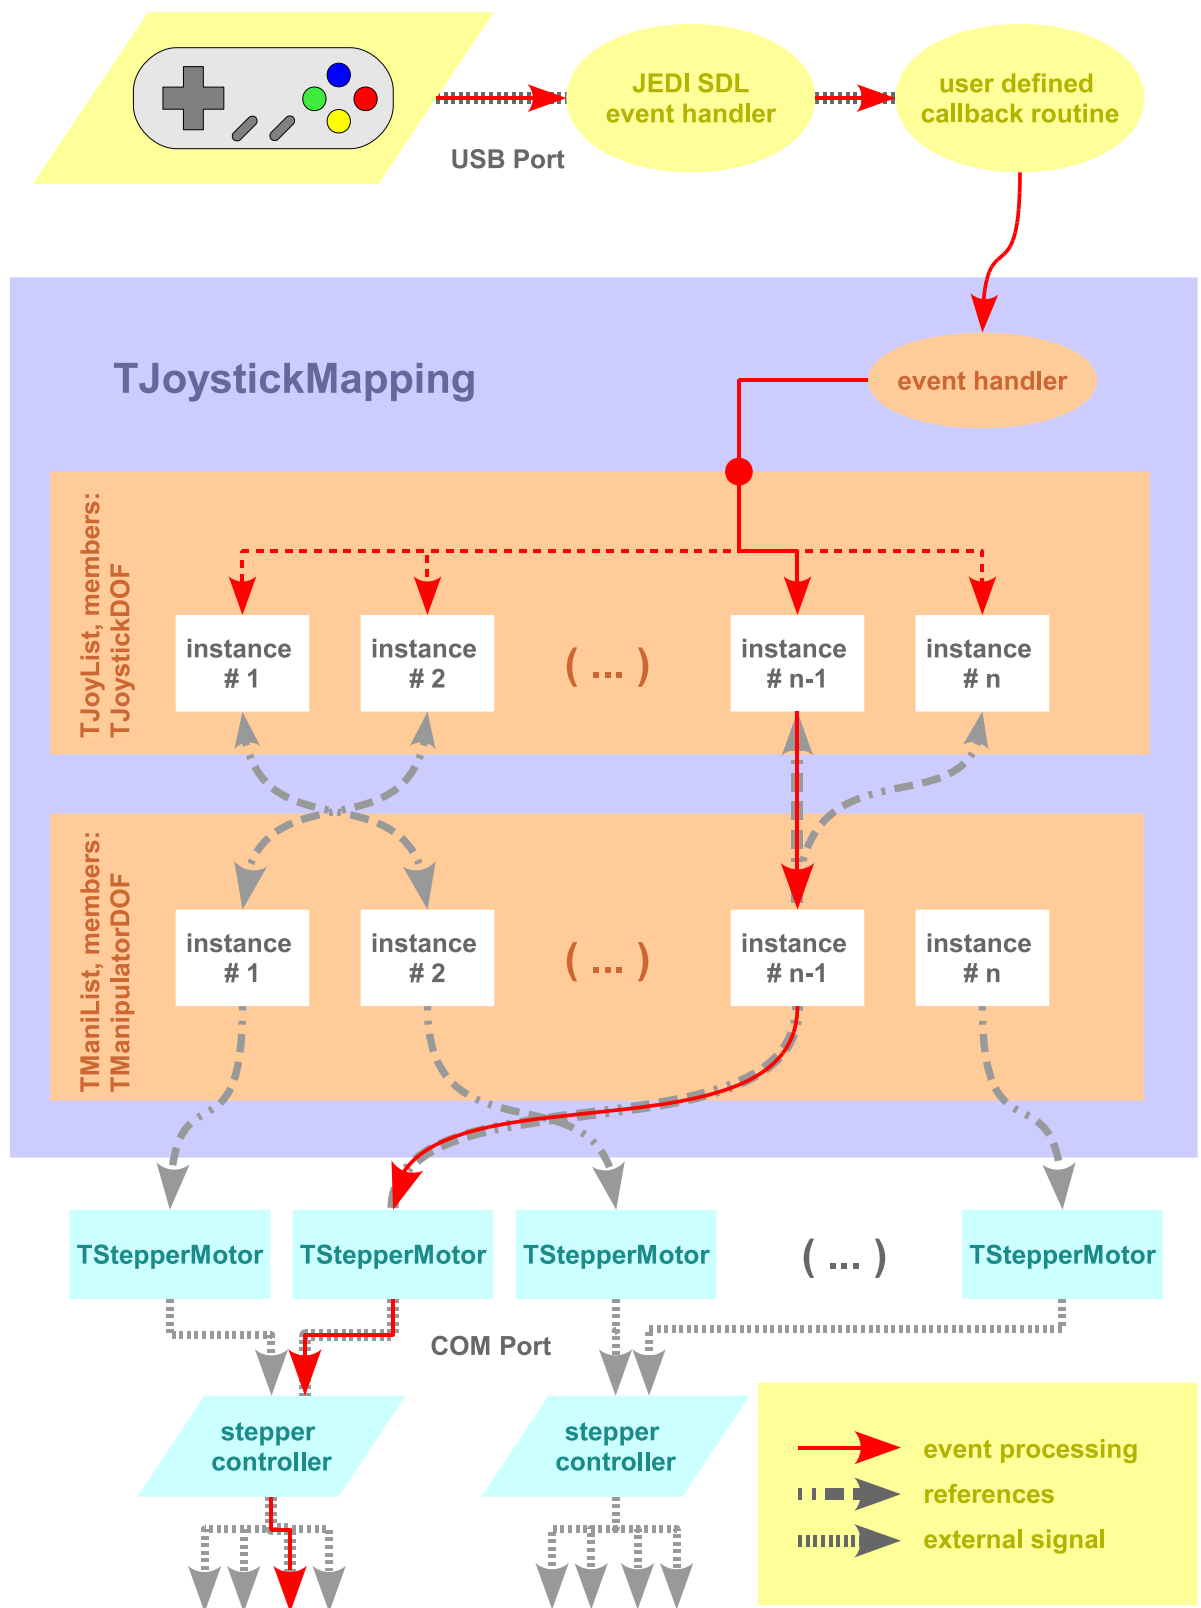 JEDI SDL
event handler
user defined
callback routine
USB Port
TJoystickMapping
event handler
TJoyList, members:
TJoystickDOF
instance
# 1
instance
# 2
( ... )
instance
# n-1
instance
# n
TManiList, members:
TManipulatorDOF
instance
# 1
instance
# 2
( ... )
instance
# n-1
instance
# n
TStepperMotor
TStepperMotor
TStepperMotor
( ... )
TStepperMotor
COM Port
stepper
controller
stepper
controller
event processing
references
external signal